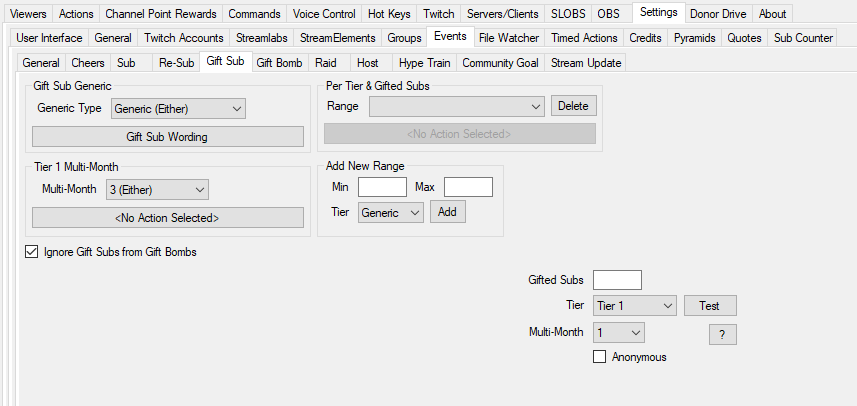 Viewers Actions Channel Point Rewards Commands Voice Control Hot Keys Twitch Servers/Clients SLOBS OBS Settings Donor Drive About
User Interface General Twitch Accounts Streamlabs StreamElements Groups Events File Watcher Timed Actions Credits Pyramids Quotes Sub Counter
General Cheers Sub Re-Sub Gift Sub Gift Bomb Raid Host Hype Train Community Goal Stream Update
Gift Sub Generic
Generic Type Generic (Either)
Gift Sub Wording
Per Tier & Gifted Subs
Range Delete
<No Action Selected>
Tier 1 Multi-Month
Multi-Month 3 (Either)
<No Action Selected>
Add New Range
Min Max
Tier Generic Add
Ignore Gift Subs from Gift Bombs
Gifted Subs
Tier Tier 1 Test
Multi-Month 1 ?
Anonymous